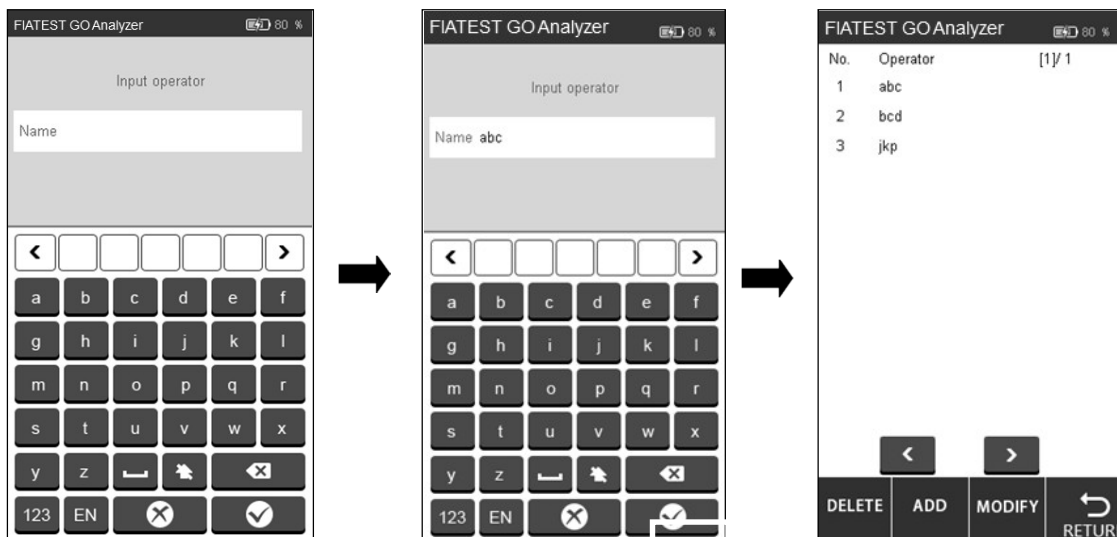 FIATEST GO Analyzer 80 %
Input operator
Name
a b c d e f
g h i j k l
m n o p q r
s t u v w x
y z
123 EN
FIATEST GO Analyzer 80 %
Input operator
Name abc
a b c d e f
g h i j k l
m n o p q r
s t u v w x
y z
123 EN
FIATEST GO Analyzer 80 %
No. Operator [1]/ 1
1 abc
2 bcd
3 jkp
DELETE ADD MODIFY RETUR